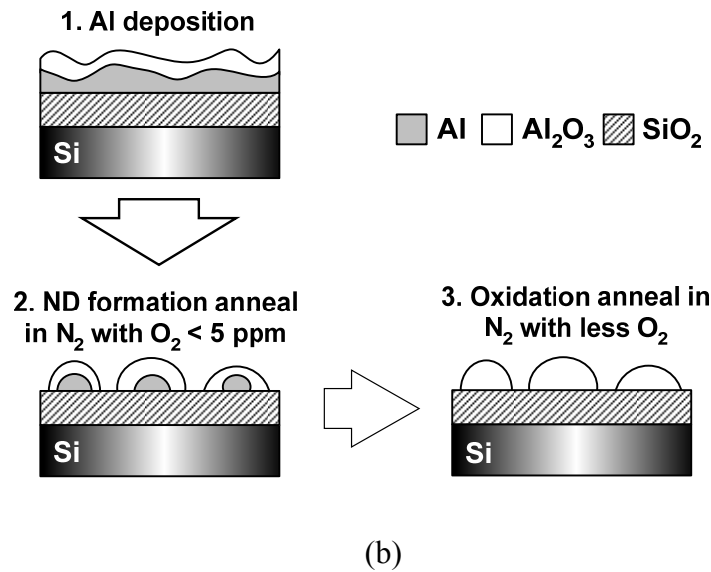 1. Al deposition
Si
Al Al₂O₃ SiO₂
2. ND formation anneal
in N₂ with O₂ < 5 ppm
3. Oxidation anneal in
N₂ with less O₂
Si
Si
(b)